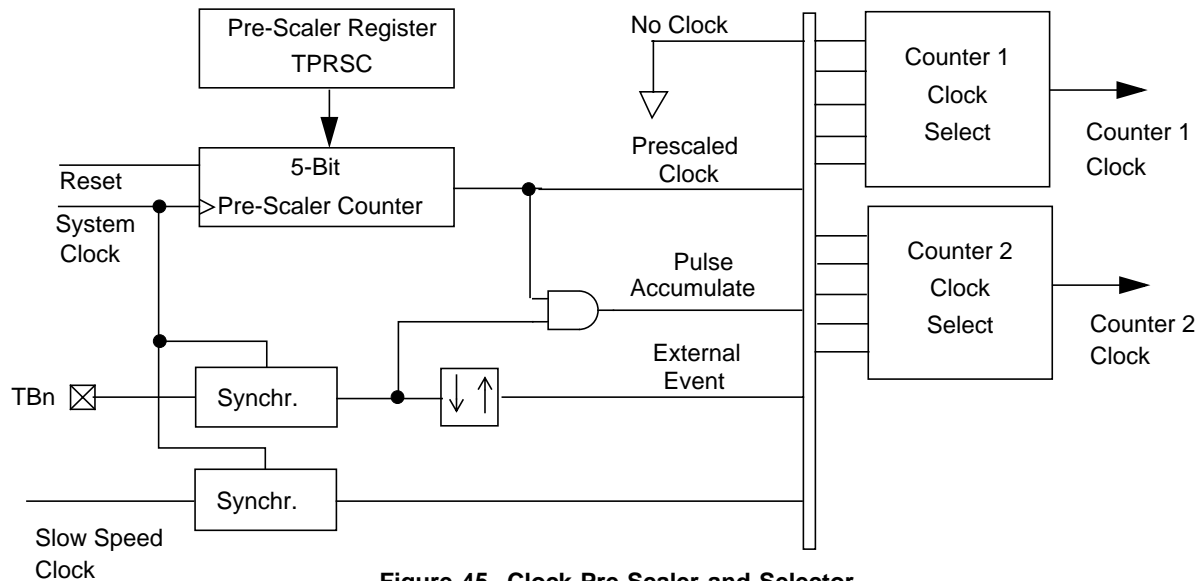 Pre-Scaler Register
TPRSC
No Clock
Counter 1
Clock
Select
Counter 1
Clock
5-Bit
Pre-Scaler Counter
Reset
System
Clock
Prescaled
Clock
Counter 2
Clock
Select
Counter 2
Clock
Pulse
Accumulate
External
Event
TBn
Synchr.
Synchr.
Slow Speed
Clock
Figure 45. Clock Pre-Scaler and Selector